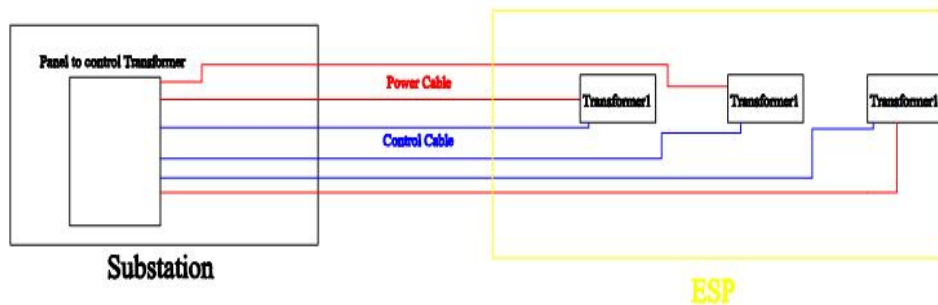 Panel to control Transformer
Power Cable
Transformer1
Transformer1
Transformer1
Control Cable
Substation
ESP